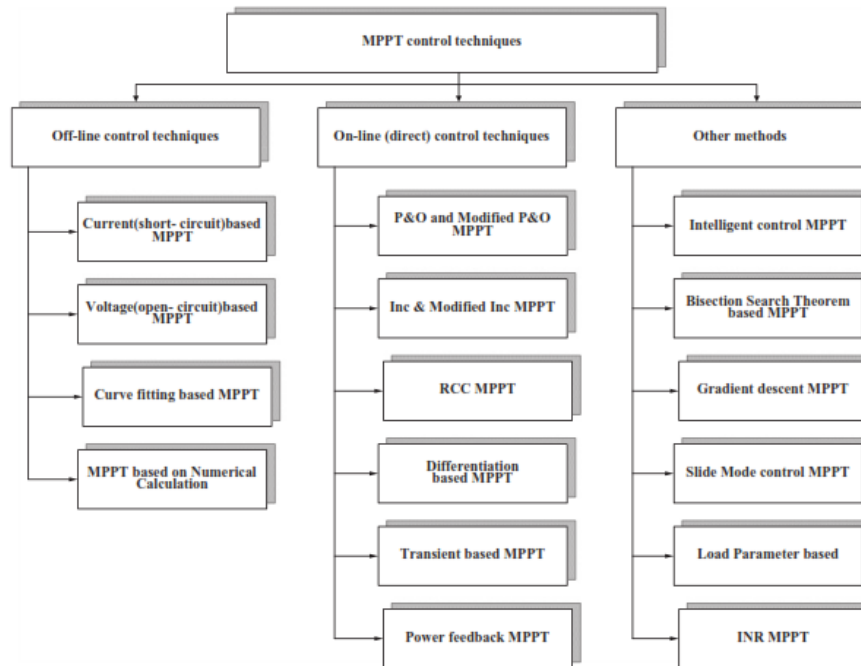 MPPT control techniques
Off-line control techniques
Current(short- circuit)based
MPPT
Voltage(open- circuit)based
MPPT
Curve fitting based MPPT
MPPT based on Numerical
Calculation
On-line (direct) control techniques
P&O and Modified P&O
MPPT
Inc & Modified Inc MPPT
RCC MPPT
Differentiation
based MPPT
Transient based MPPT
Power feedback MPPT
Other methods
Intelligent control MPPT
Bisection Search Theorem
based MPPT
Gradient descent MPPT
Slide Mode control MPPT
Load Parameter based
INR MPPT